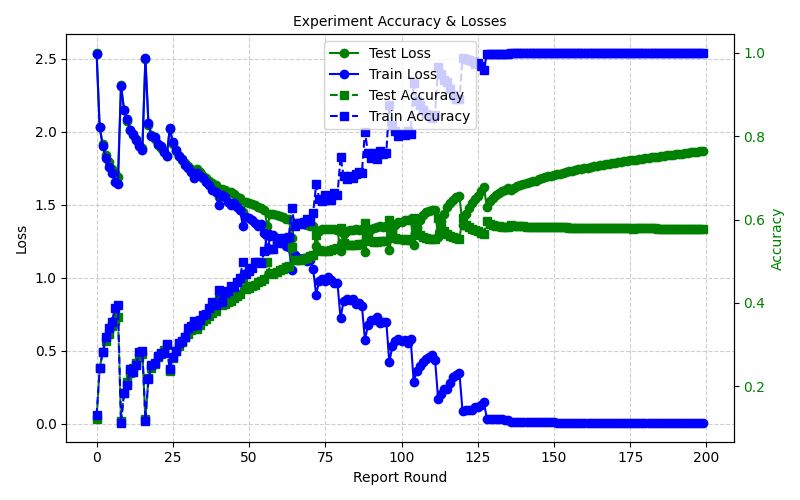 Experiment Accuracy & Losses
Test Loss
Train Loss
Test Accuracy
Train Accuracy
Loss
2.5
2.0
1.5
1.0
0.5
0.0
Accuracy
1.0
0.8
0.6
0.4
0.2
0 25 50 75 100 125 150 175 200
Report Round